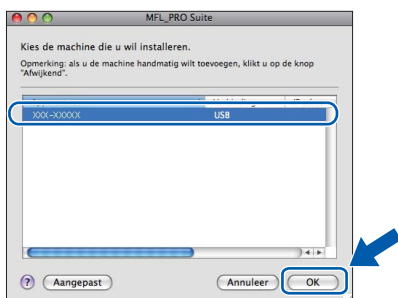 MFL_PRO Suite
Kies de machine die u wil installeren.
Opmerking: als u de machine handmatig wilt toevoegen, klikt u op de knop
"Afwijkend".
XXX-XXXXX USB
? Aangepast Annuleer OK